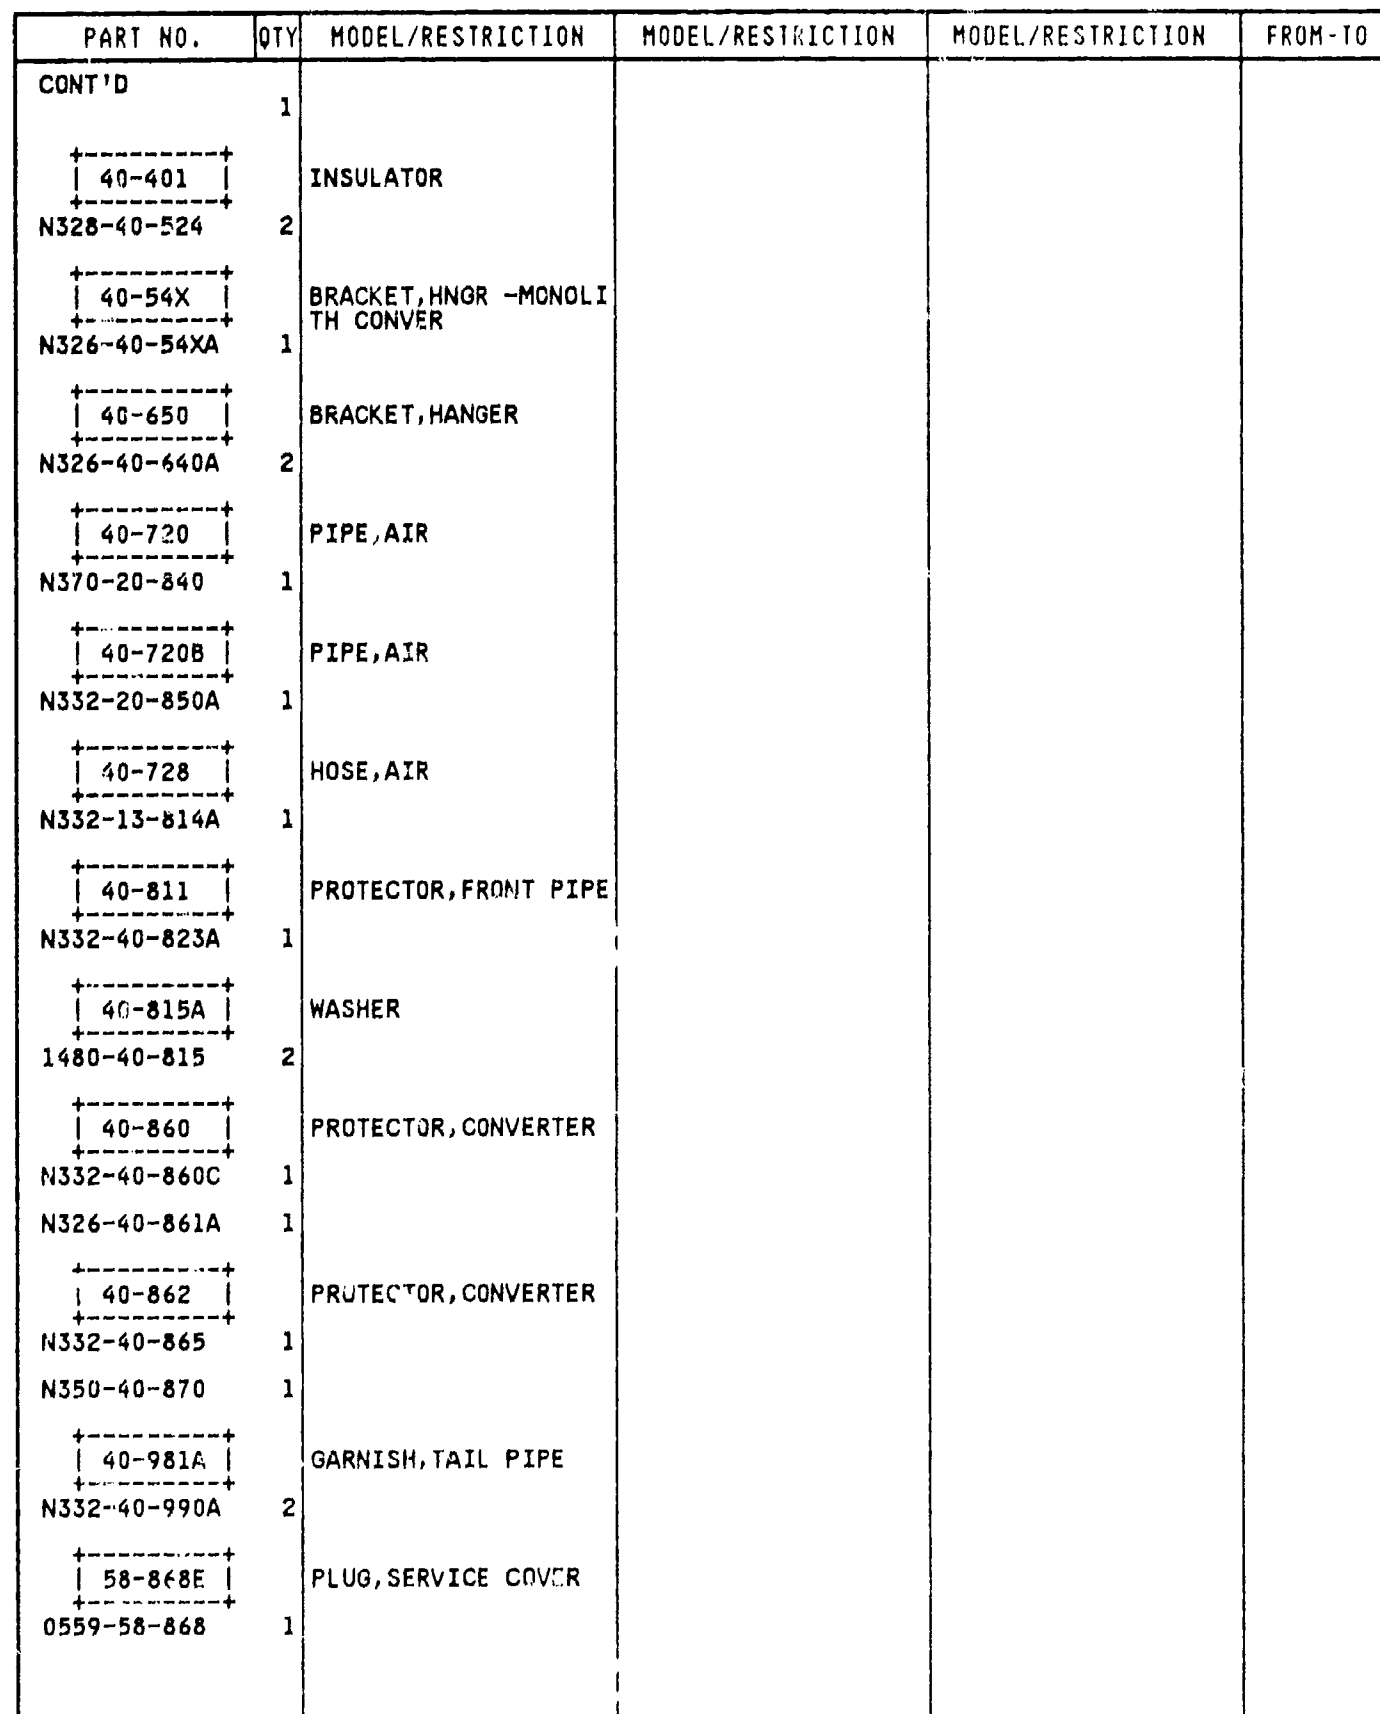 PART NO. QTY MODEL/RESTRICTION MODEL/RESTRICTION MODEL/RESTRICTION FROM-TO
CONT'D
1
40-401 INSULATOR
N328-40-524 2
40-54X BRACKET,HNGR -MONOLI
TH CONVER
N326-40-54XA 1
40-650 BRACKET,HANGER
N326-40-640A 2
40-720 PIPE,AIR
N370-20-840 1
40-720B PIPE,AIR
N332-20-850A 1
40-728 HOSE,AIR
N332-13-814A 1
40-811 PROTECTOR,FRONT PIPE
N332-40-823A 1
40-815A WASHER
1480-40-815 2
40-860 PROTECTOR,CONVERTER
N332-40-860C 1
N326-40-861A 1
40-862 PROTECTOR,CONVERTER
N332-40-865 1
N350-40-870 1
40-981A GARNISH,TAIL PIPE
N332-40-990A 2
58-868E PLUG,SERVICE COVER
0559-58-868 1